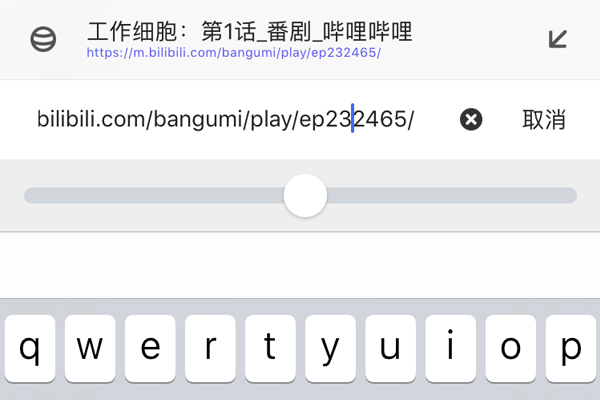 工作细胞：第1话_番剧_哔哩哔哩
https://m.bilibili.com/bangumi/play/ep232465/
bilibili.com/bangumi/play/ep232465/ 取消
q w e r t y u i o p